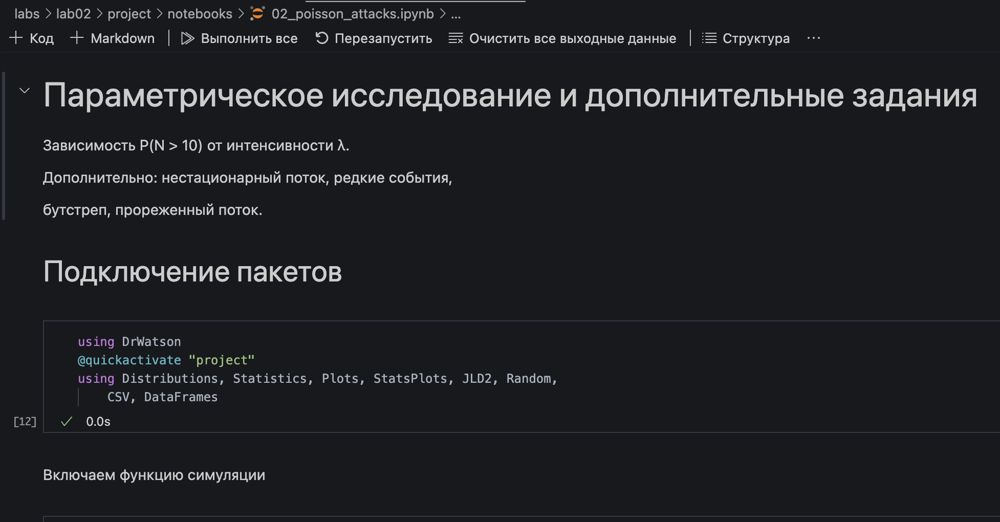 labs > lab02 > project > notebooks > 02_poisson_attacks.ipynb > ...
+ Код + Markdown | Выполнить все Перезапустить Очистить все выходные данные | Структура ...
Параметрическое исследование и дополнительные задания
Зависимость P(N > 10) от интенсивности λ.
Дополнительно: нестационарный поток, редкие события,
бутстреп, прореженный поток.
Подключение пакетов
using DrWatson
@quickactivate "project"
using Distributions, Statistics, Plots, StatsPlots, JLD2, Random,
CSV, DataFrames
[12] ✓ 0.0s
Включаем функцию симуляции